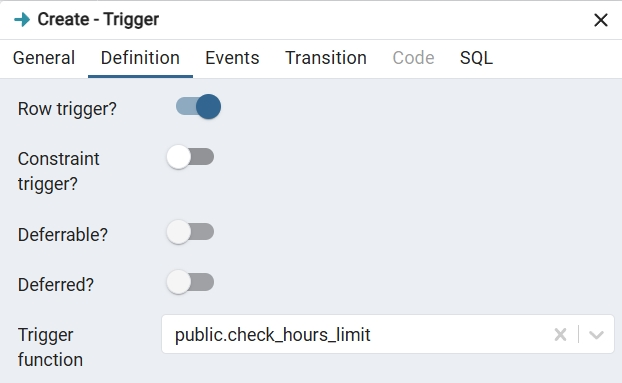 Create - Trigger
General Definition Events Transition Code SQL
Row trigger?
Constraint
trigger?
Deferrable?
Deferred?
Trigger
function
public.check_hours_limit